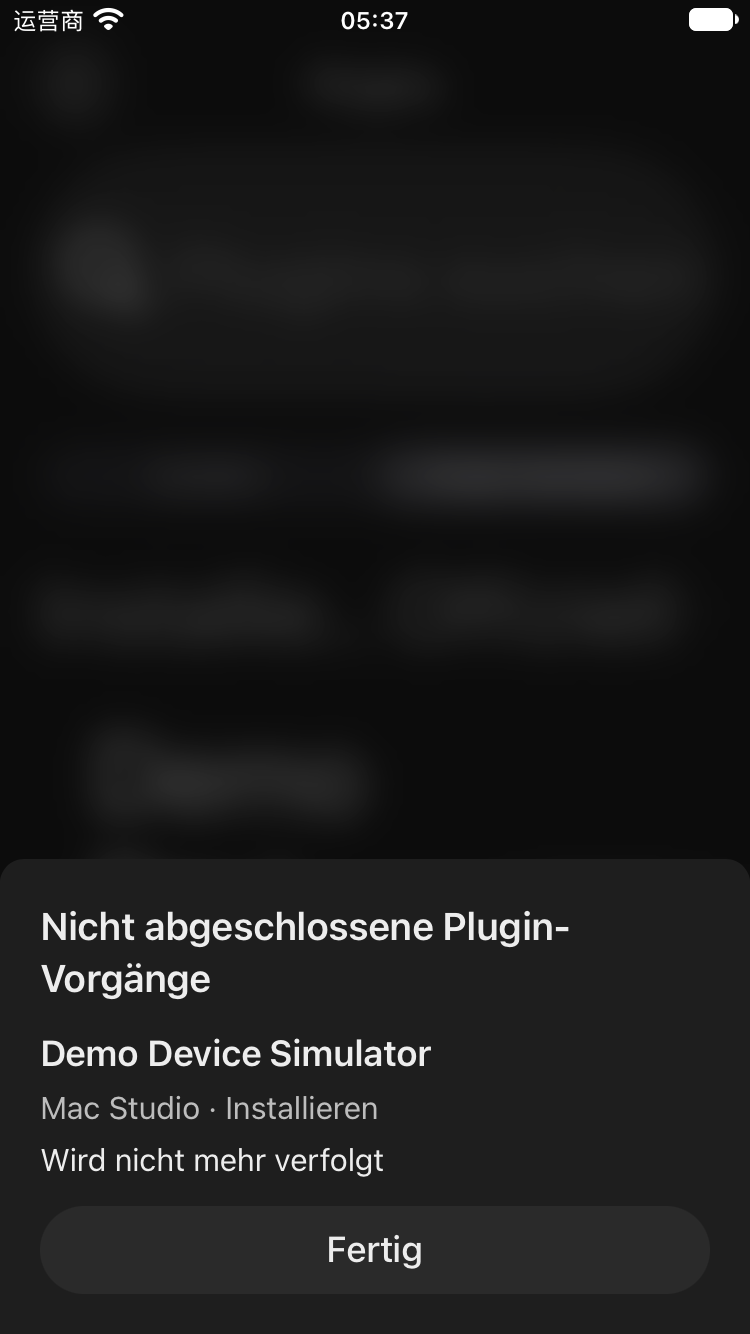 运营商
05:37
Nicht abgeschlossene Plugin-
Vorgänge
Demo Device Simulator
Mac Studio · Installieren
Wird nicht mehr verfolgt
Fertig